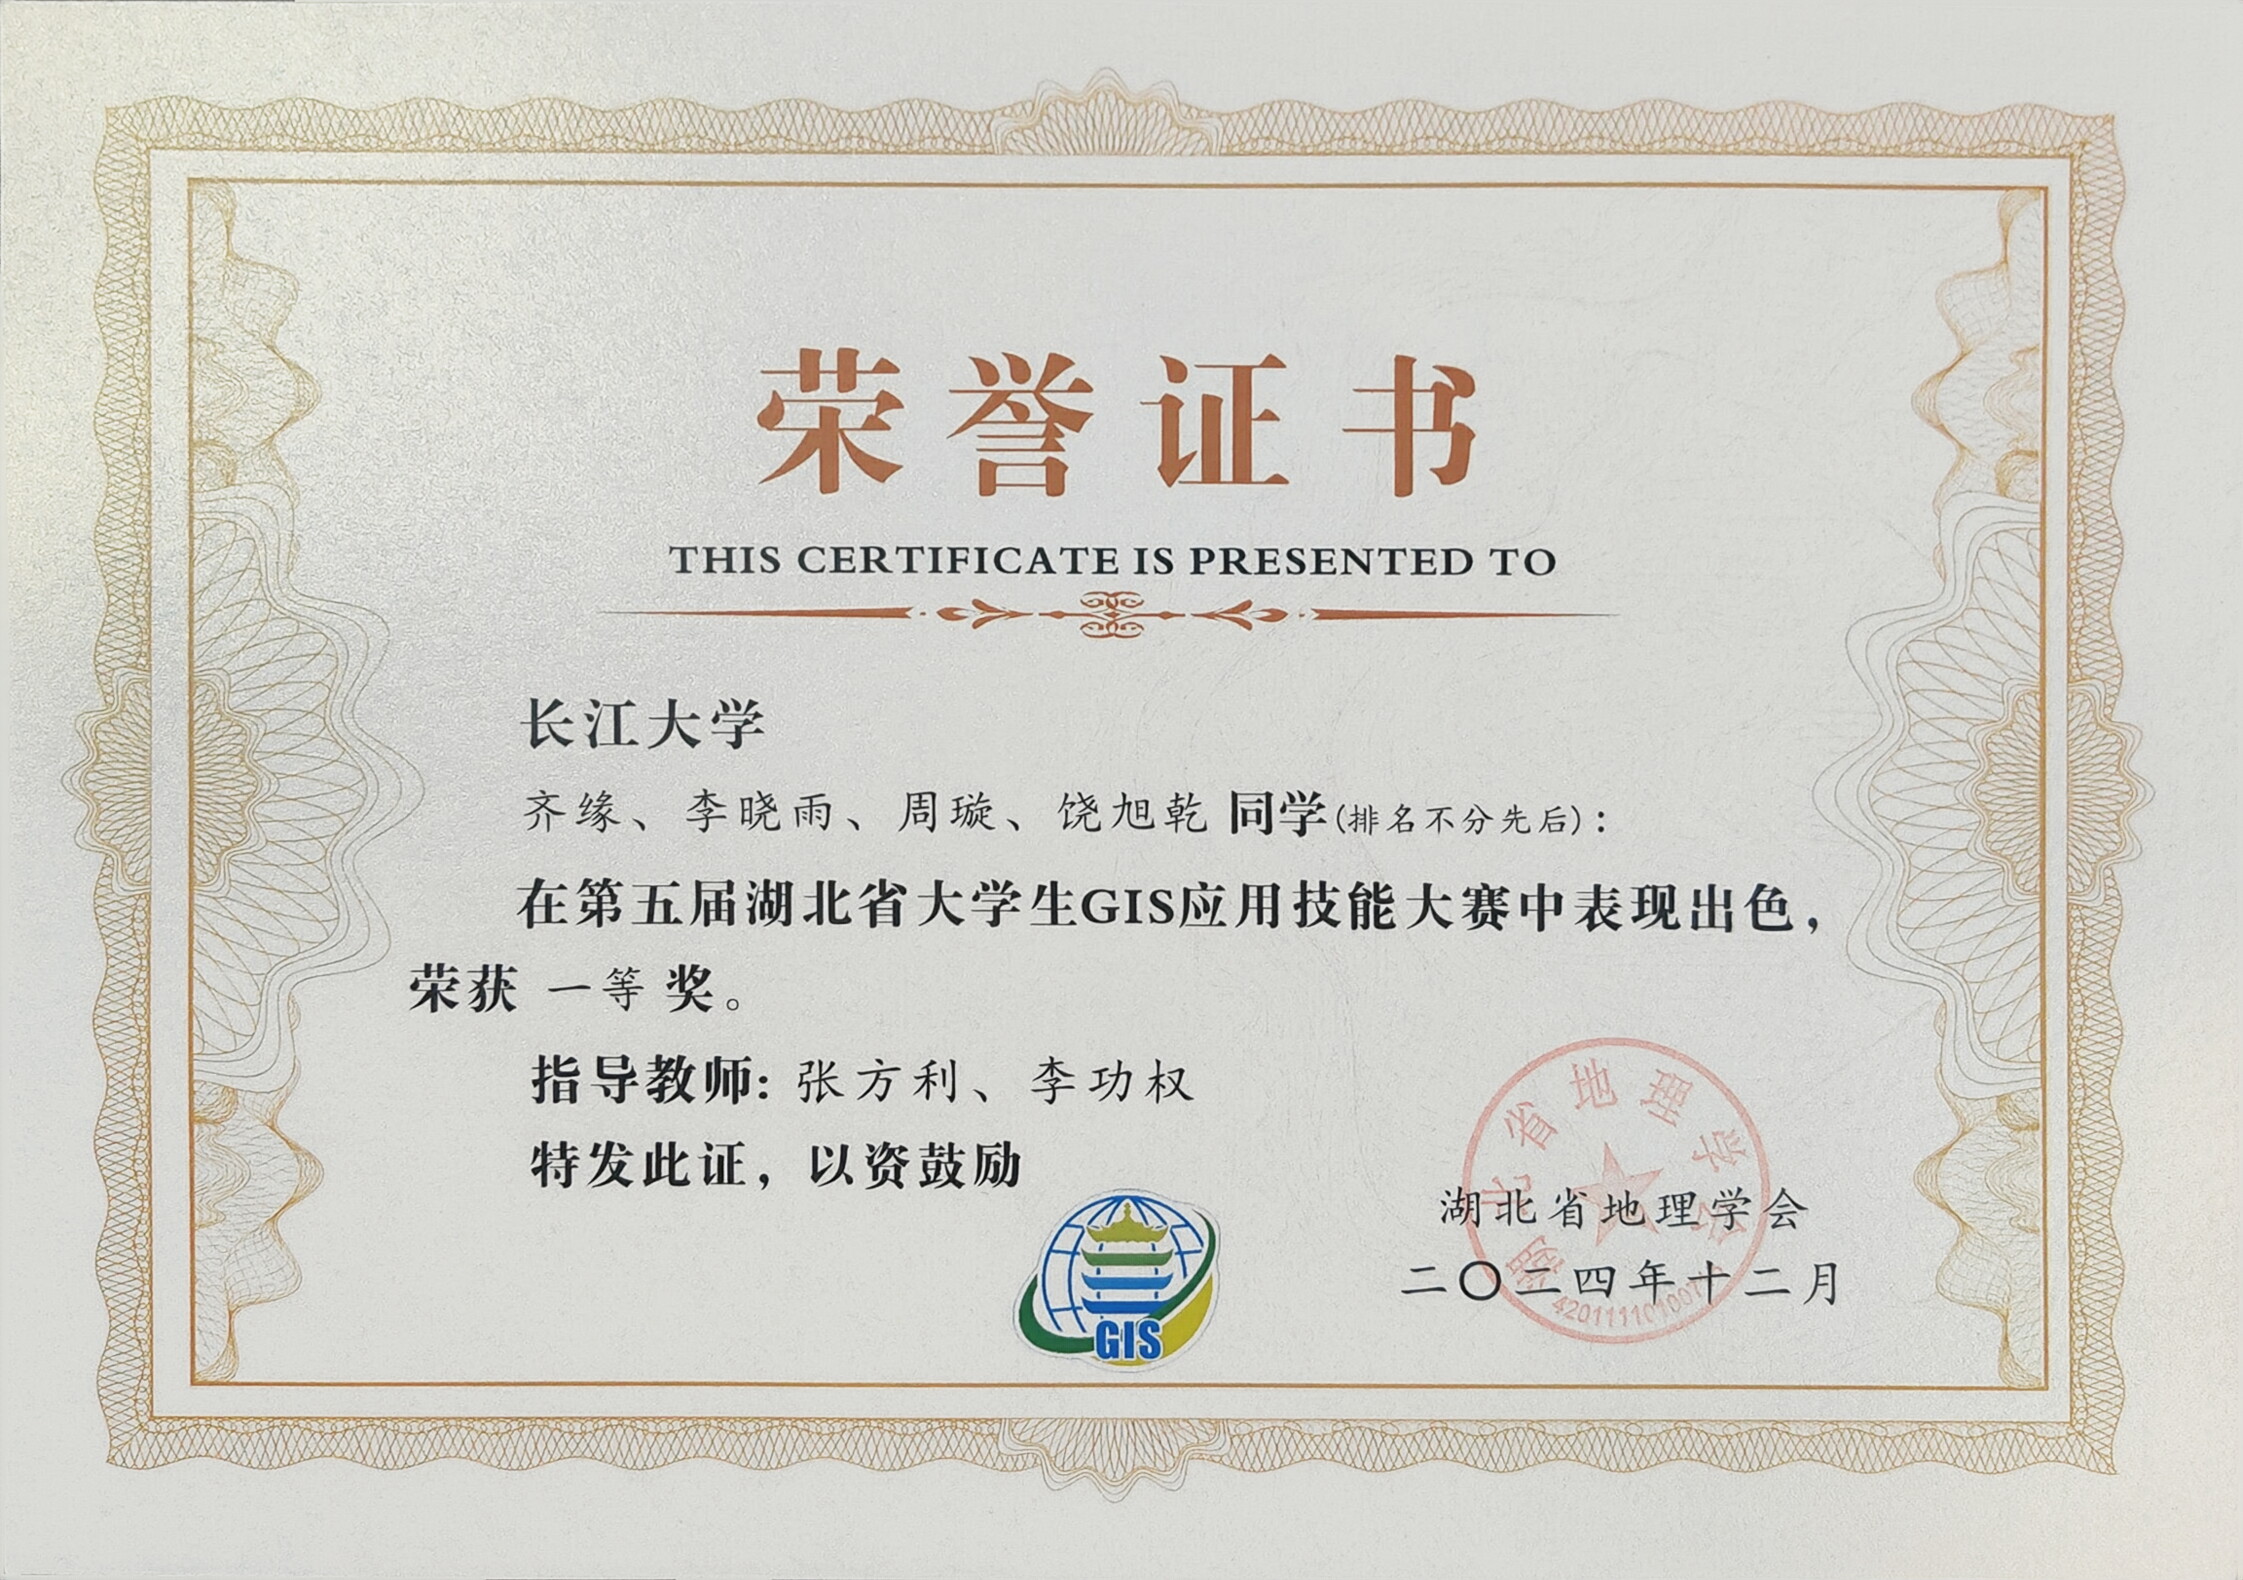 荣誉证书
THIS CERTIFICATE IS PRESENTED TO
长江大学
齐缘、李晓雨、周璇、饶旭乾 同学(排名不分先后)：
在第五届湖北省大学生GIS应用技能大赛中表现出色，
荣获 一等 奖。
指导教师：张方利、李功权
特发此证，以资鼓励
GIS
湖北省地理学会
湖北省地理学会
二〇二四年十二月